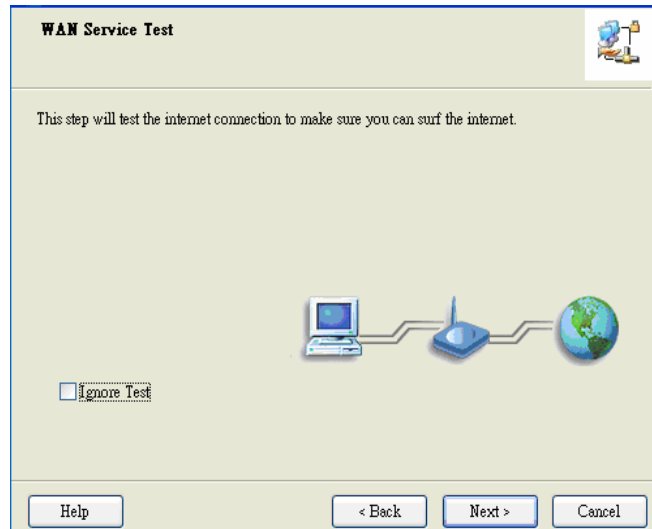 WAN Service Test
This step will test the internet connection to make sure you can surf the internet.
Ignore Test
Help
< Back
Next >
Cancel